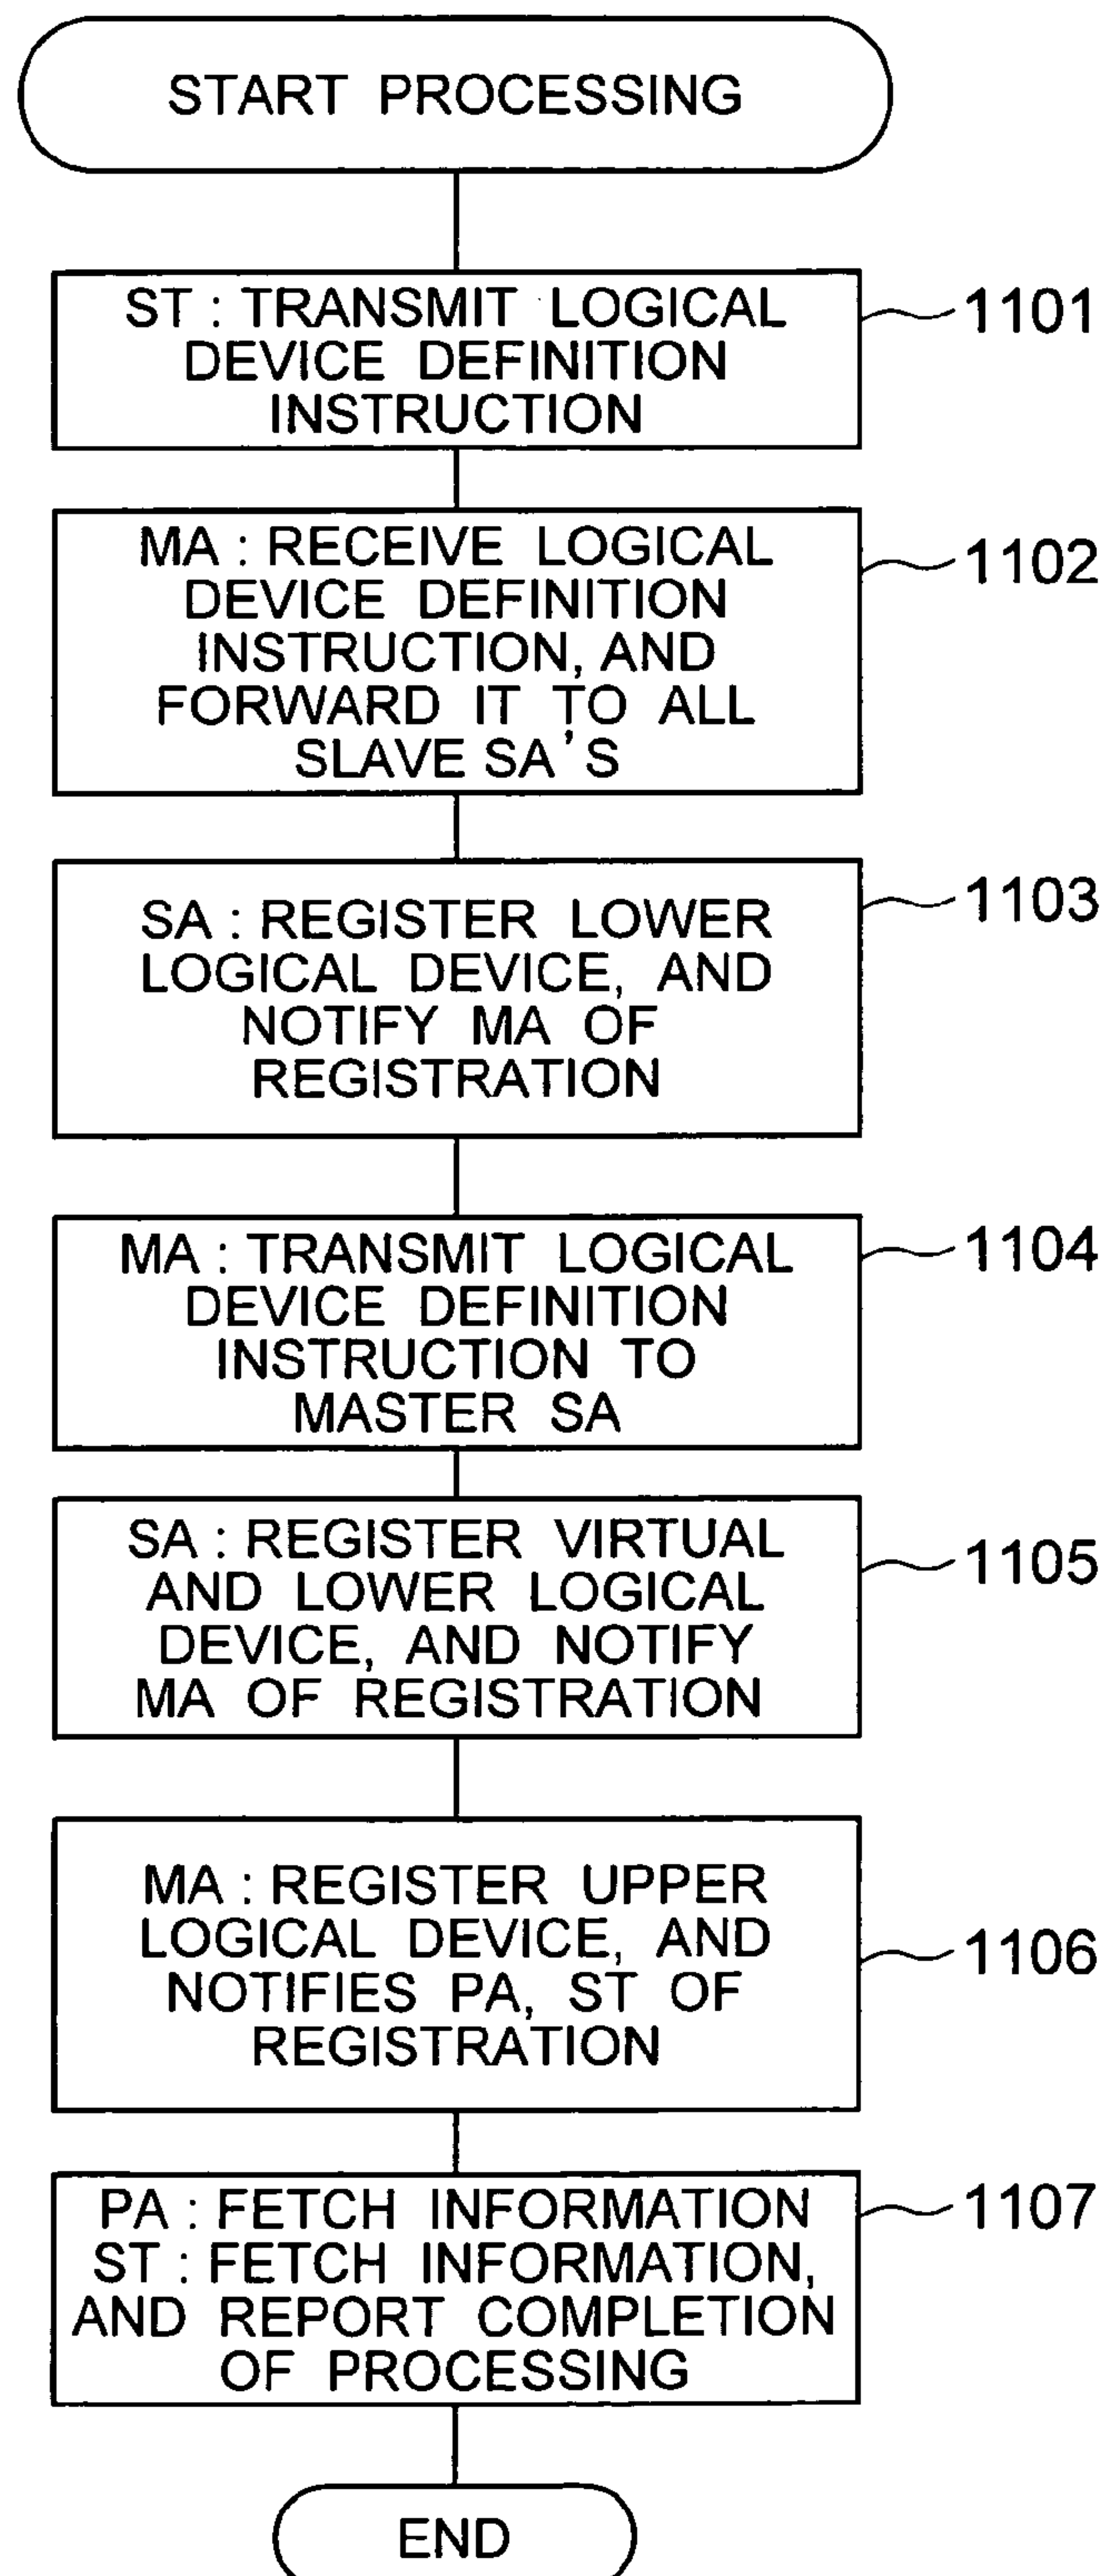 START PROCESSING
ST : TRANSMIT LOGICAL
DEVICE DEFINITION
INSTRUCTION
1101
MA : RECEIVE LOGICAL
DEVICE DEFINITION
INSTRUCTION, AND
FORWARD IT TO ALL
SLAVE SA'S
1102
SA : REGISTER LOWER
LOGICAL DEVICE, AND
NOTIFY MA OF
REGISTRATION
1103
MA : TRANSMIT LOGICAL
DEVICE DEFINITION
INSTRUCTION TO
MASTER SA
1104
SA : REGISTER VIRTUAL
AND LOWER LOGICAL
DEVICE, AND NOTIFY
MA OF REGISTRATION
1105
MA : REGISTER UPPER
LOGICAL DEVICE, AND
NOTIFIES PA, ST OF
REGISTRATION
1106
PA : FETCH INFORMATION
ST : FETCH INFORMATION,
AND REPORT COMPLETION
OF PROCESSING
1107
END